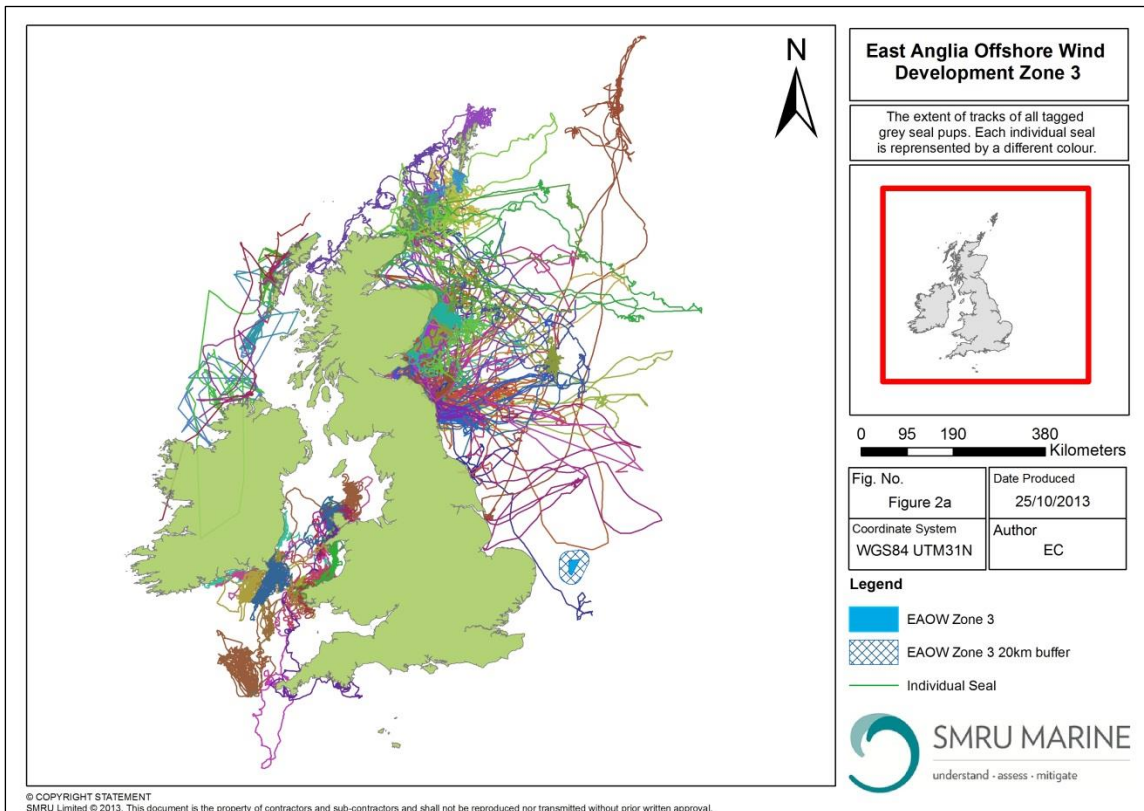 N
East Anglia Offshore Wind
Development Zone 3
The extent of tracks of all tagged
grey seal pups. Each individual seal
is reprensented by a different colour.
0 95 190 380
Kilometers
Fig. No.
Figure 2a
Date Produced
25/10/2013
Coordinate System
WGS84 UTM31N
Author
EC
Legend
EAOW Zone 3
EAOW Zone 3 20km buffer
Individual Seal
SMRU MARINE
understand · assess · mitigate
© COPYRIGHT STATEMENT
SMRU Limited © 2013. This document is the property of contractors and sub-contractors and shall not be reproduced nor transmitted without prior written approval.